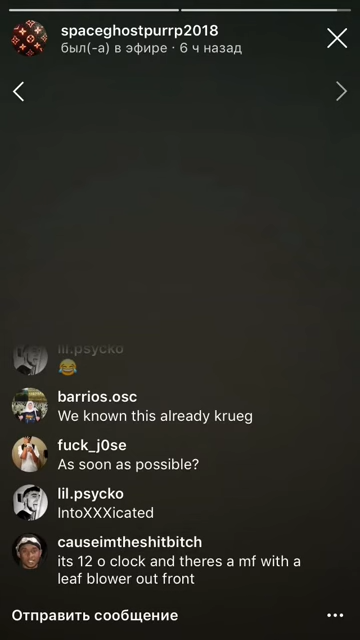 spaceghostpurrp2018
был(-а) в эфире · 6 ч назад
lil.psycko
😂
barrios.osc
We known this already krueg
fuck_j0se
As soon as possible?
lil.psycko
IntoXXXicated
causeimtheshitbitch
its 12 o clock and theres a mf with a
leaf blower out front
Отправить сообщение